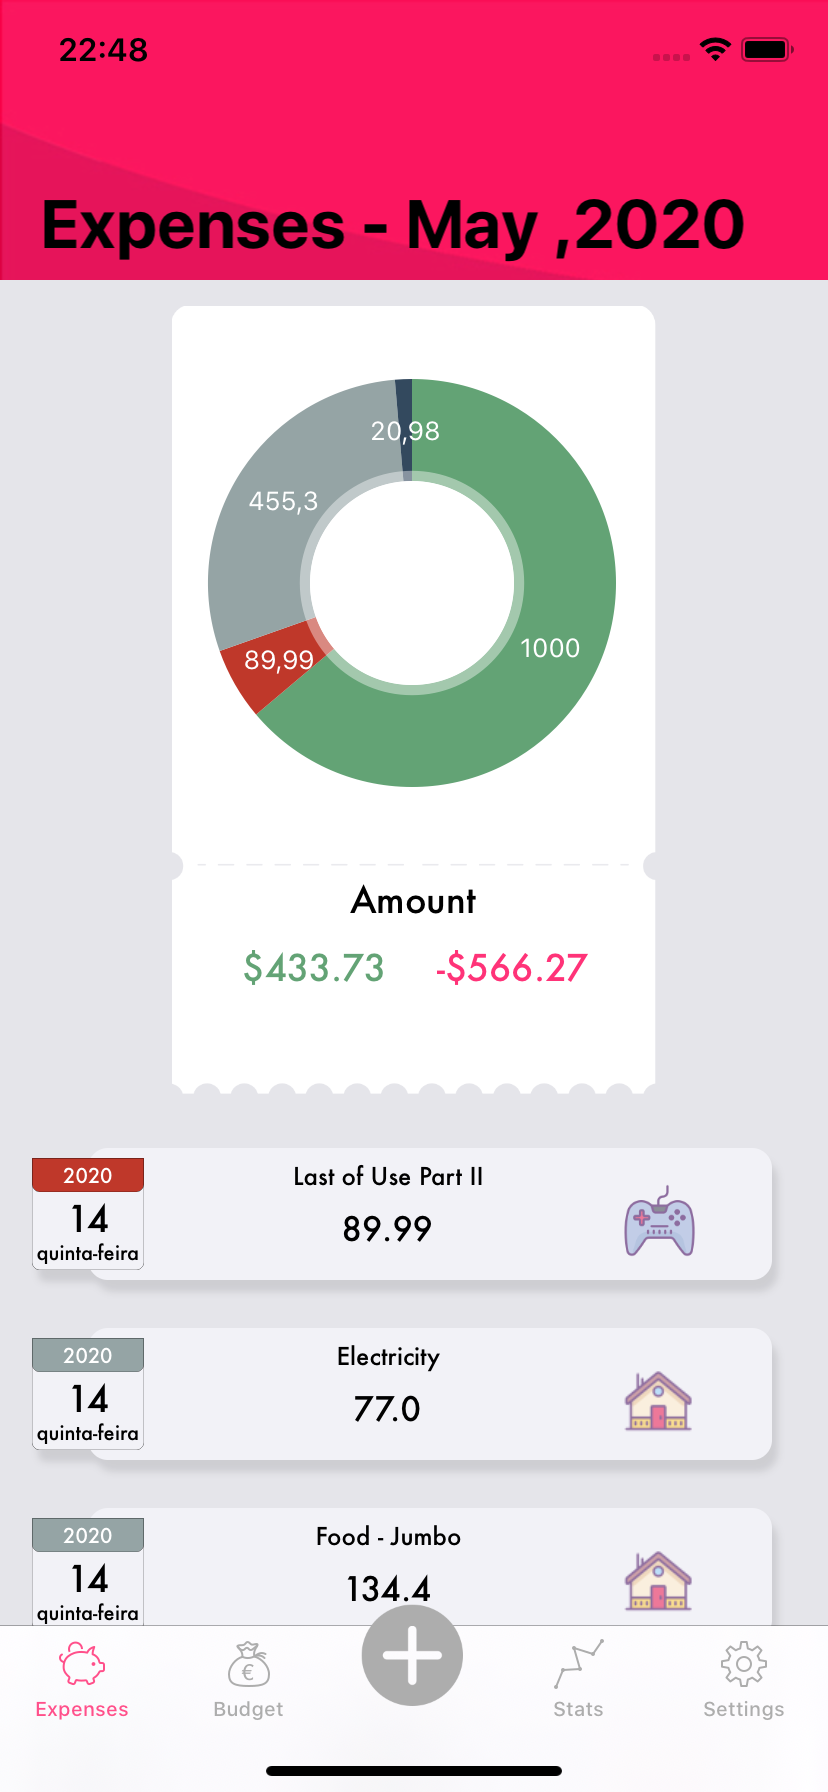 22:48
Expenses - May ,2020
20,98
455,3
1000
89,99
Amount
$433.73 -$566.27
2020
14
quinta-feira
Last of Use Part II
89.99
2020
14
quinta-feira
Electricity
77.0
2020
14
quinta-feira
Food - Jumbo
134.4
Expenses Budget Stats Settings